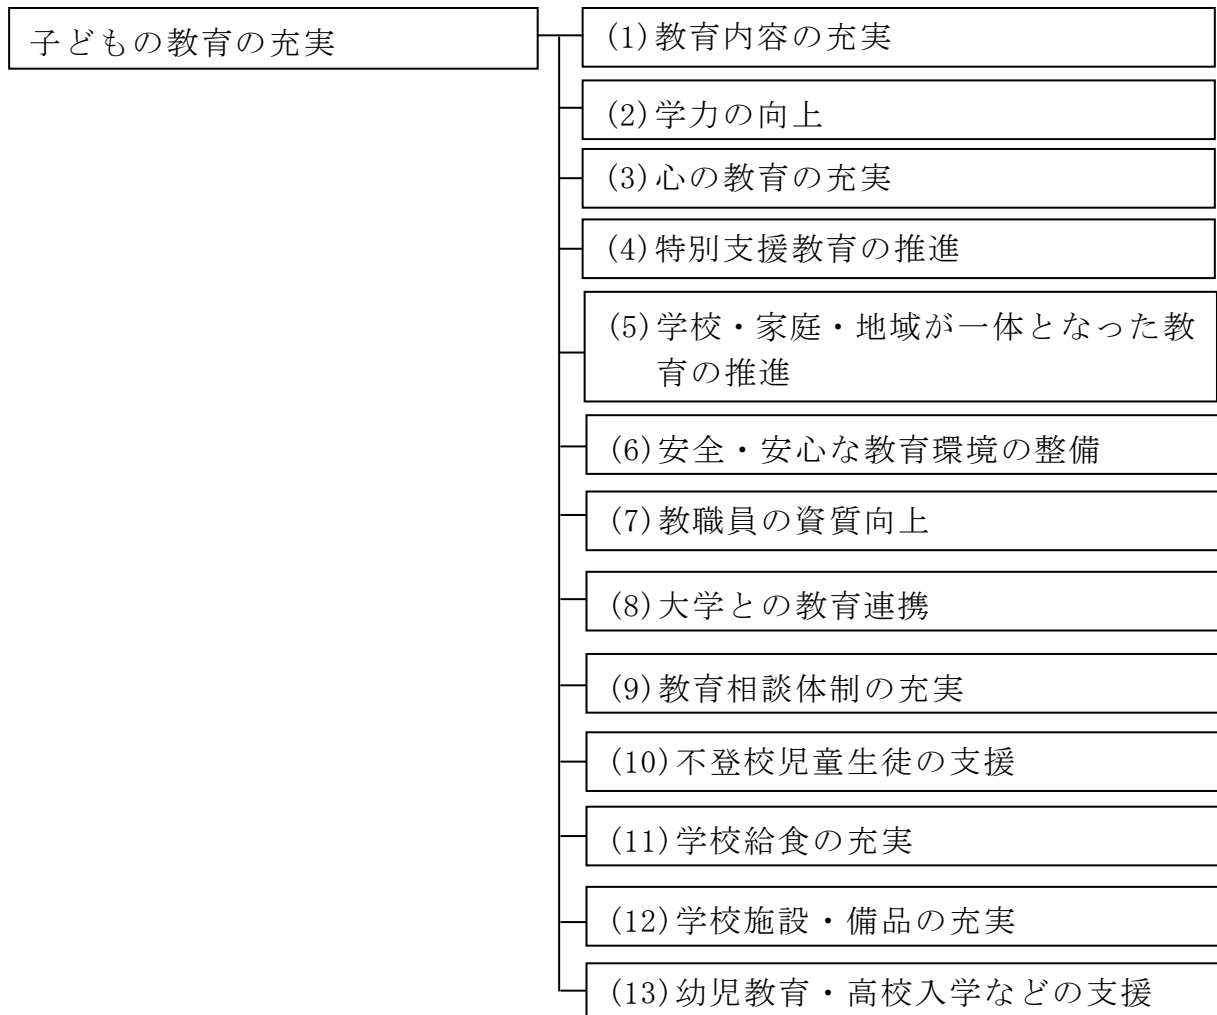 子どもの教育の充実
(1)教育内容の充実
(2)学力の向上
(3)心の教育の充実
(4)特別支援教育の推進
(5)学校・家庭・地域が一体となった教
育の推進
(6)安全・安心な教育環境の整備
(7)教職員の資質向上
(8)大学との教育連携
(9)教育相談体制の充実
(10)不登校児童生徒の支援
(11)学校給食の充実
(12)学校施設・備品の充実
(13)幼児教育・高校入学などの支援